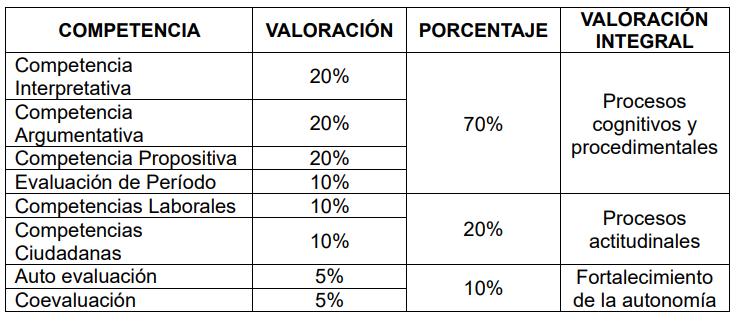 COMPETENCIA VALORACIÓN PORCENTAJE VALORACIÓN
INTEGRAL
Competencia
Interpretativa
20%
Competencia
Argumentativa
20%
Competencia Propositiva 20%
Evaluación de Período 10%
70%
Procesos
cognitivos y
procedimentales
Competencias Laborales 10%
Competencias
Ciudadanas
10%
20%
Procesos
actitudinales
Auto evaluación 5%
Coevaluación 5%
10%
Fortalecimiento
de la autonomía